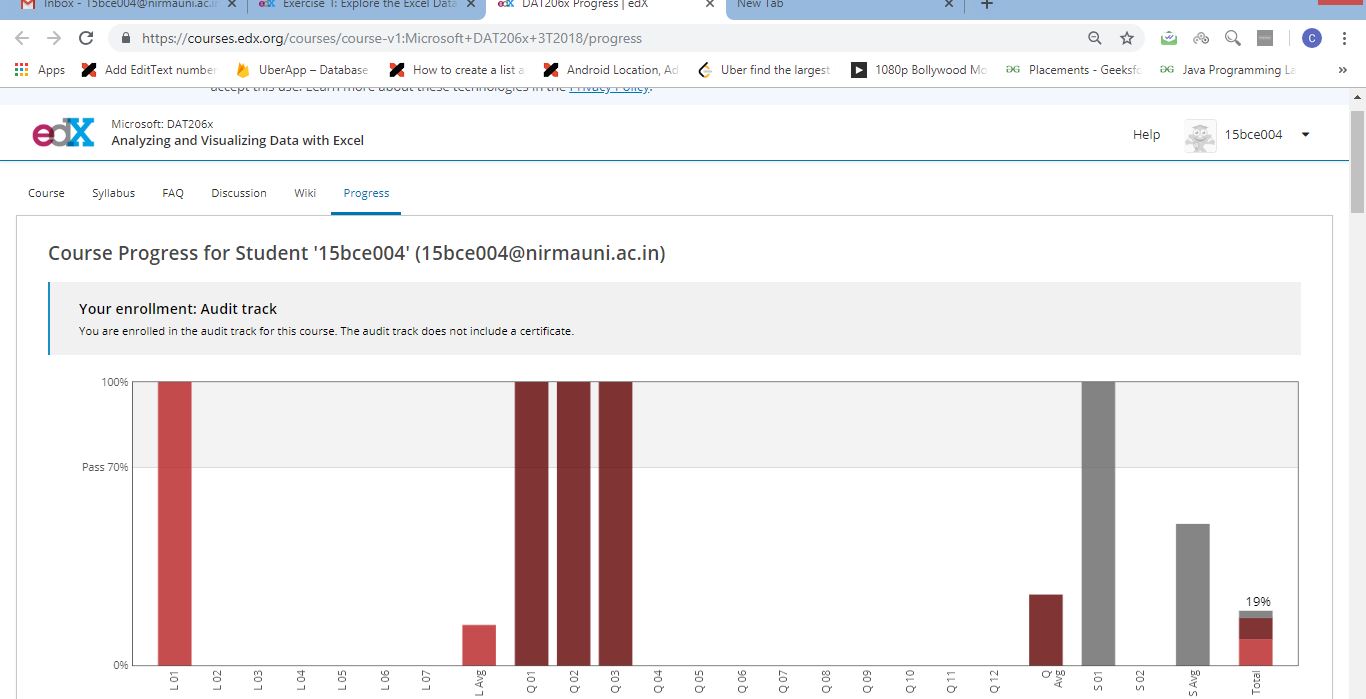 Inbox - 15bce004@nirmauni.ac.in
edX Exercise 1: Explore the Excel Data
edX DAT206x Progress | edX
New Tab
https://courses.edx.org/courses/course-v1:Microsoft+DAT206x+3T2018/progress
C
Apps
Add EditText number
UberApp – Database
How to create a list a
Android Location, Ad
Uber find the largest
1080p Bollywood Mo
Placements - Geeksfo
Java Programming La
»
accept this use. Learn more about these technologies in the Privacy Policy.
edX
Microsoft: DAT206x
Analyzing and Visualizing Data with Excel
Help
15bce004
Course
Syllabus
FAQ
Discussion
Wiki
Progress
Course Progress for Student '15bce004' (15bce004@nirmauni.ac.in)
Your enrollment: Audit track
You are enrolled in the audit track for this course. The audit track does not include a certificate.
100%
Pass 70%
0%
19%
L 01
L 02
L 03
L 04
L 05
L 06
L 07
L Avg
Q 01
Q 02
Q 03
Q 04
Q 05
Q 06
Q 07
Q 08
Q 09
Q 10
Q 11
Q 12
Q Avg
S 01
S 02
S Avg
Total